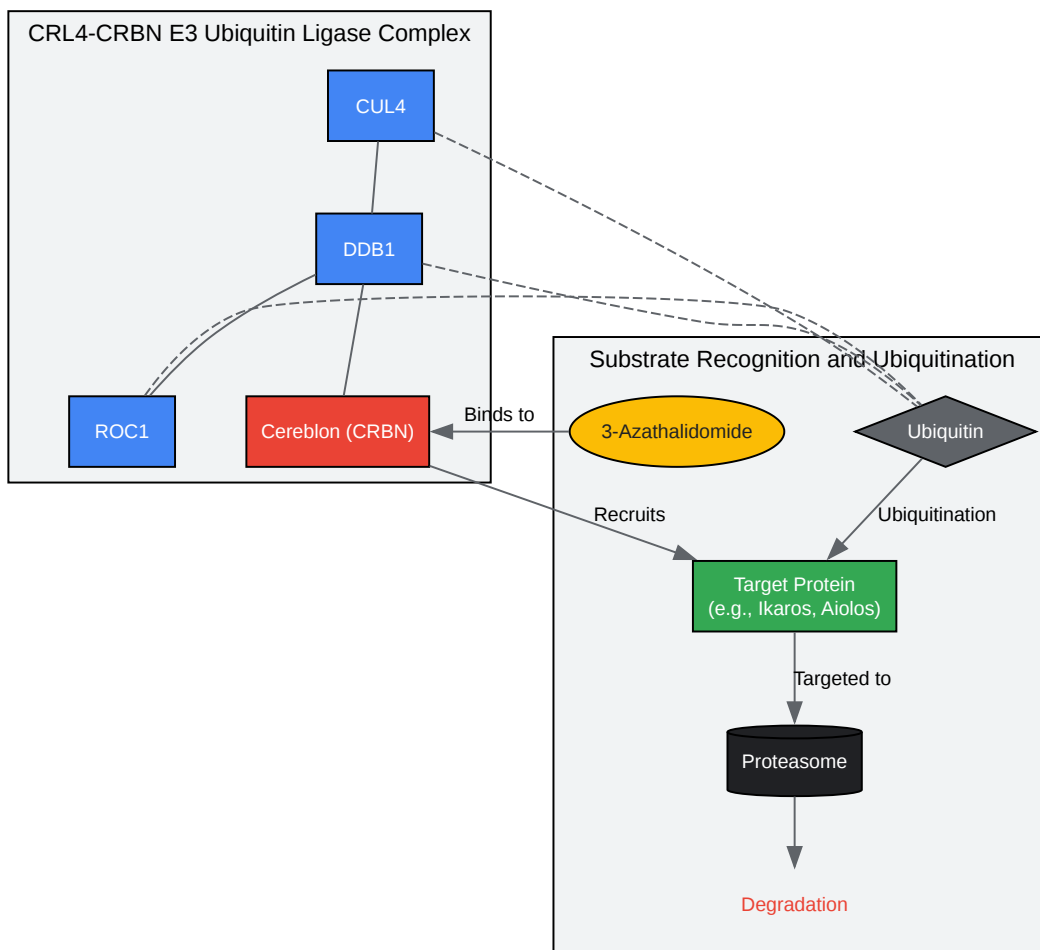 CRL4-CRBN E3 Ubiquitin Ligase Complex
CUL4
DDB1
ROC1
Cereblon (CRBN)
Binds to
Substrate Recognition and Ubiquitination
3-Azathalidomide
Ubiquitin
Recruits
Ubiquitination
Target Protein
(e.g., Ikaros, Aiolos)
Targeted to
Proteasome
Degradation